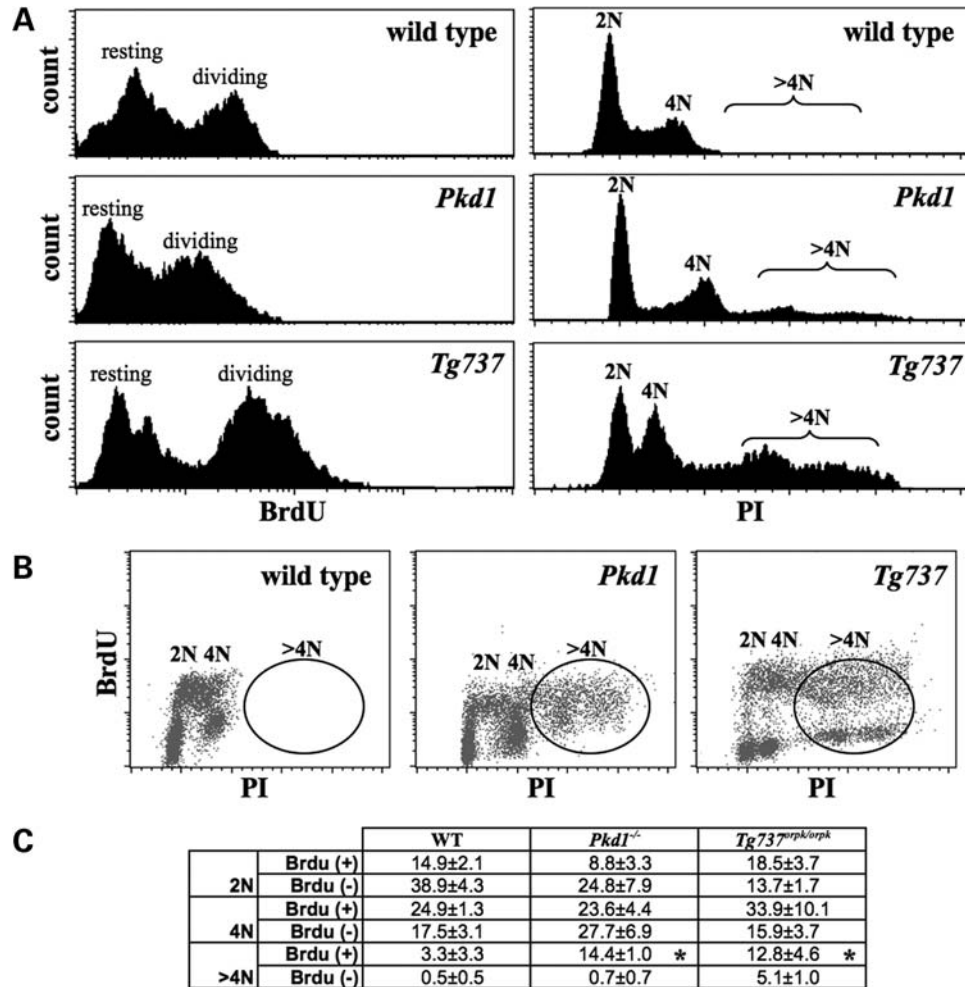 A
count
resting
dividing
wild type
2N
4N
>4N
wild type
count
resting
dividing
Pkd1
2N
4N
>4N
Pkd1
count
resting
dividing
Tg737
2N
4N
>4N
Tg737
BrdU
PI
B
BrdU
wild type
2N 4N
>4N
PI
Pkd1
2N 4N
>4N
PI
Tg737
2N 4N
>4N
PI
C
WT Pkd1-/- Tg737orpk/orpk
2N Brdu (+) 14.9±2.1 8.8±3.3 18.5±3.7
Brdu (-) 38.9±4.3 24.8±7.9 13.7±1.7
4N Brdu (+) 24.9±1.3 23.6±4.4 33.9±10.1
Brdu (-) 17.5±3.1 27.7±6.9 15.9±3.7
>4N Brdu (+) 3.3±3.3 14.4±1.0 * 12.8±4.6 *
Brdu (-) 0.5±0.5 0.7±0.7 5.1±1.0